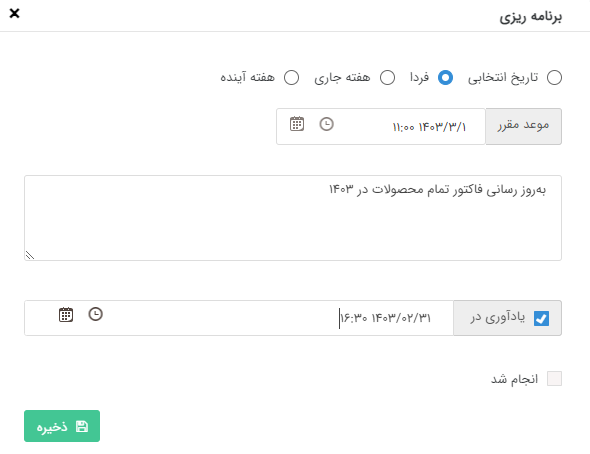 برنامه ریزی
تاریخ انتخابی فردا هفته جاری هفته آینده
موعد مقرر ۱۴۰۳/۳/۱ ۱۱:۰۰
به‌روز رسانی فاکتور تمام محصولات در ۱۴۰۳
یادآوری در ۱۴۰۳/۰۲/۳۱ ۱۶:۳۰
انجام شد
ذخیره